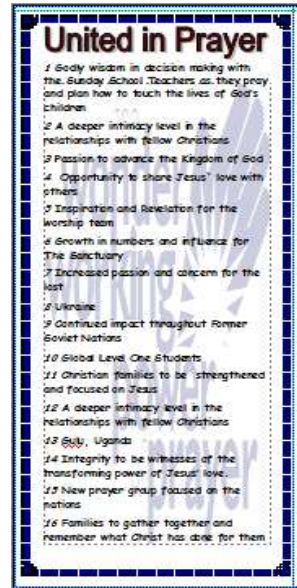 United in Prayer
1 Godly wisdom in decision making with
the Sunday School Teachers as they pray
and plan how to touch the lives of God's
children
2 A deeper intimacy level in the
relationships with fellow Christians
3 Passion to advance the Kingdom of God
4 Opportunity to share Jesus' love with
others
5 Inspiration and Revelation for the
worship team
6 Growth in numbers and influence for
The Sanctuary
7 Increased passion and concern for the
lost
8 Ukraine
9 Continued impact throughout Former
Soviet Nations
10 Global Level One Students
11 Christian families to be strengthened
and focused on Jesus
12 A deeper intimacy level in the
relationships with fellow Christians
13 Gulu, Uganda
14 Integrity to be witnesses of the
transforming power of Jesus' love.
15 New prayer group focused on the
nations
16 Families to gather together and
remember what Christ has done for them
the
wonder
working
power
prayer